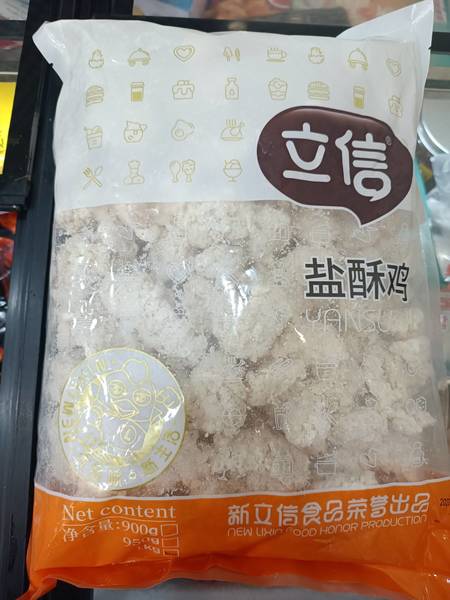 立信®
盐酥鸡
YANSU
Net content
净含量:900g
新立信食品荣誉出品
NEW LIXIN FOOD HONOR PRODUCTION